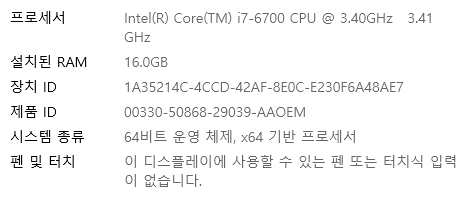 프로세서 Intel(R) Core(TM) i7-6700 CPU @ 3.40GHz 3.41
GHz
설치된 RAM 16.0GB
장치 ID 1A35214C-4CCD-42AF-8E0C-E230F6A48AE7
제품 ID 00330-50868-29039-AAOEM
시스템 종류 64비트 운영 체제, x64 기반 프로세서
펜 및 터치 이 디스플레이에 사용할 수 있는 펜 또는 터치식 입력
이 없습니다.